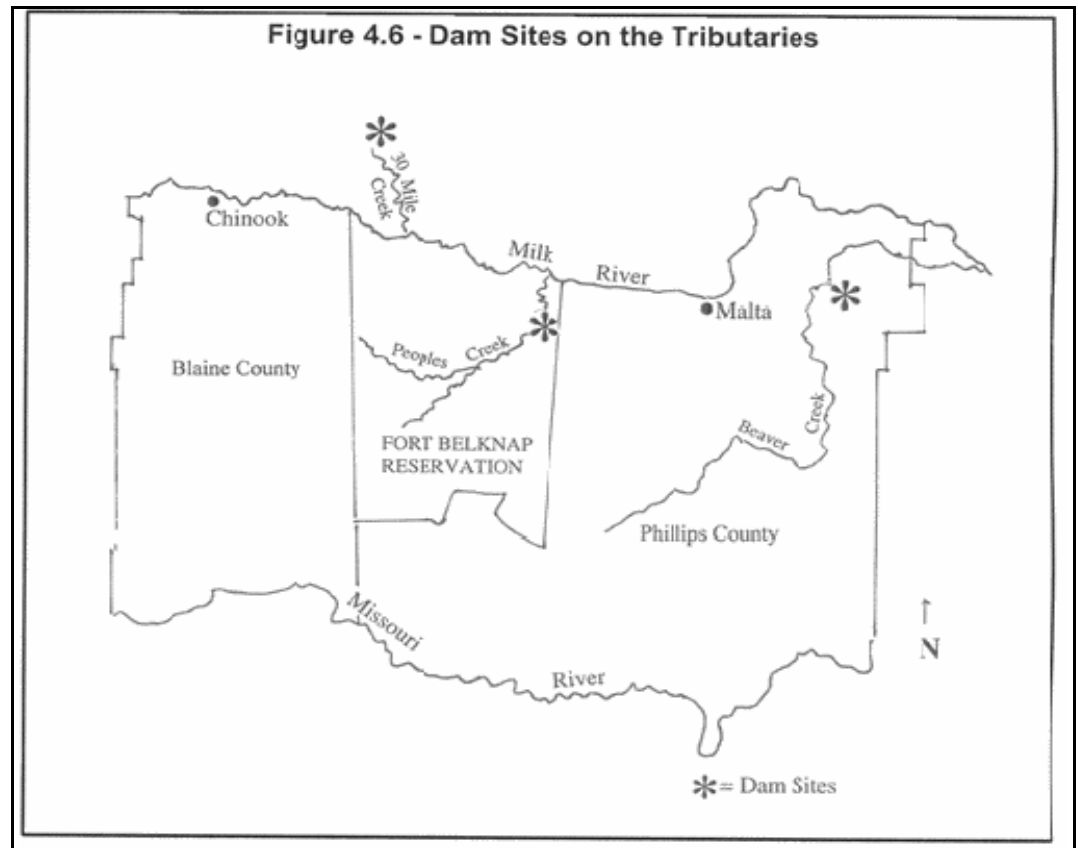 Figure 4.6 - Dam Sites on the Tributaries
30 Mile
Creek
Chinook
Milk
River
Malta
Peoples
Creek
Blaine County
Beaver
Creek
FORT BELKNAP
RESERVATION
Phillips County
Missouri
River
↑
N
* = Dam Sites